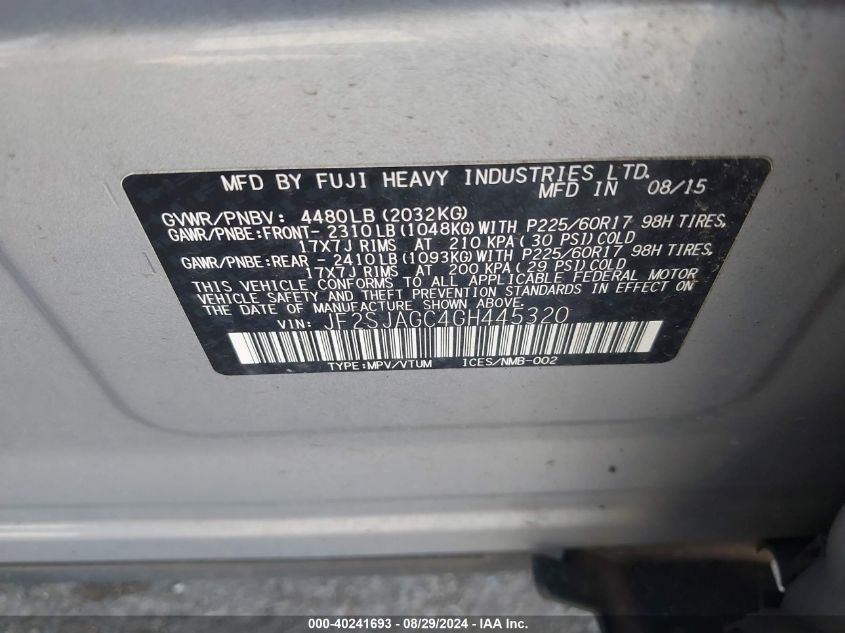 MFD BY FUJI HEAVY INDUSTRIES LTD.
MFD IN 08/15
GVWR/PNBV: 4480LB (2032KG)
GAWR/PNBE:FRONT- 2310LB (1048KG) WITH P225/60R17 98H TIRES,
17X7J RIMS AT 210 KPA (30 PSI) COLD
GAWR/PNBE:REAR - 2410LB (1093KG) WITH P225/60R17 98H TIRES,
17X7J RIMS AT 200 KPA (29 PSI) COLD
THIS VEHICLE CONFORMS TO ALL APPLICABLE FEDERAL MOTOR
VEHICLE SAFETY AND THEFT PREVENTION STANDARDS IN EFFECT ON
THE DATE OF MANUFACTURE SHOWN ABOVE.
VIN: JF2SJAGC4GH445320
TYPE:MPV/VTUM ICES/NMB-002
000-40241693 - 08/29/2024 - IAA Inc.